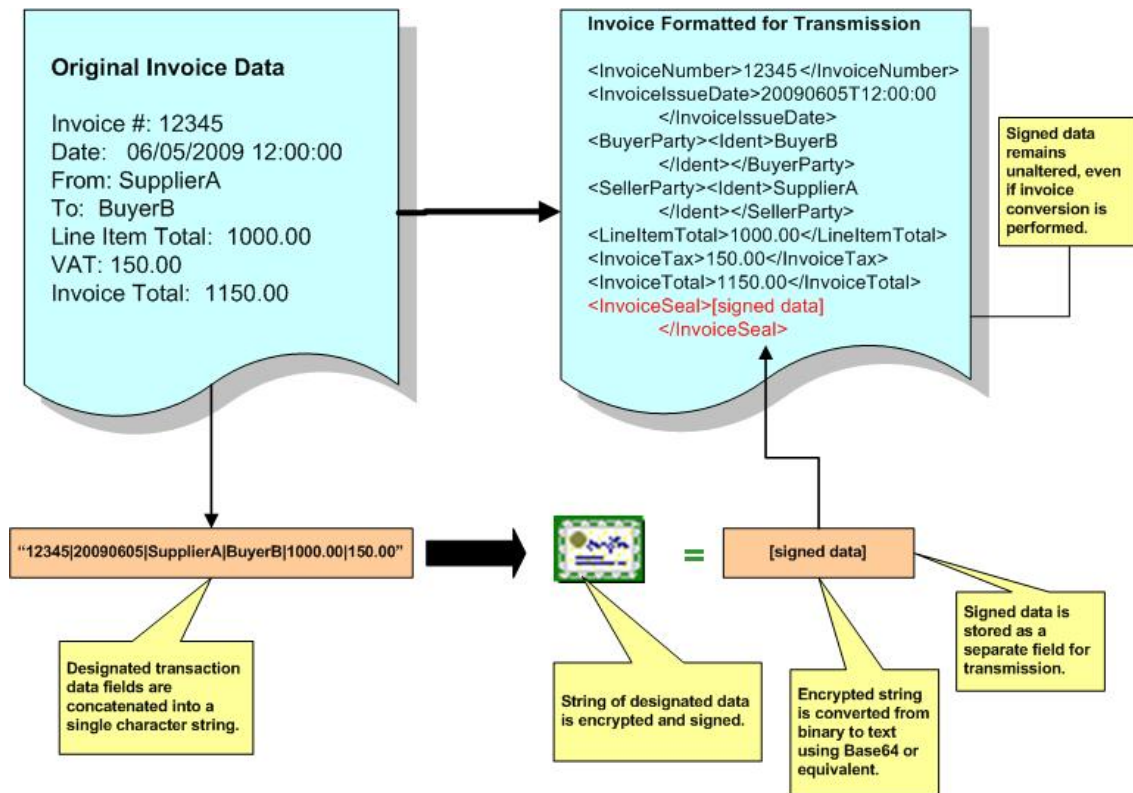 Original Invoice Data
Invoice #: 12345
Date: 06/05/2009 12:00:00
From: SupplierA
To: BuyerB
Line Item Total: 1000.00
VAT: 150.00
Invoice Total: 1150.00
Invoice Formatted for Transmission
<InvoiceNumber>12345 </InvoiceNumber>
<InvoiceIssueDate>20090605T12:00:00
</InvoiceIssueDate>
<BuyerParty><Ident>BuyerB
</Ident></BuyerParty>
<SellerParty><Ident>SupplierA
</Ident></SellerParty>
<LineItemTotal>1000.00</LineItemTotal>
<InvoiceTax>150.00</InvoiceTax>
<InvoiceTotal>1150.00</InvoiceTotal>
<InvoiceSeal>[signed data]
</InvoiceSeal>
Signed data
remains
unaltered, even
if invoice
conversion is
performed.
“12345|20090605|SupplierA|BuyerB|1000.00|150.00”
=
[signed data]
Designated transaction
data fields are
concatenated into a
single character string.
String of designated data
is encrypted and signed.
Encrypted string
is converted from
binary to text
using Base64 or
equivalent.
Signed data is
stored as a
separate field for
transmission.